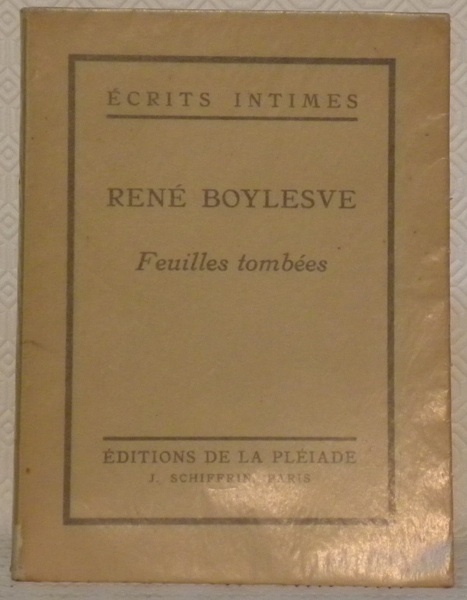 ÉCRITS INTIMES
RENÉ BOYLESVE
Feuilles tombées
ÉDITIONS DE LA PLÉIADE
J. SCHIFFRIN, PARIS